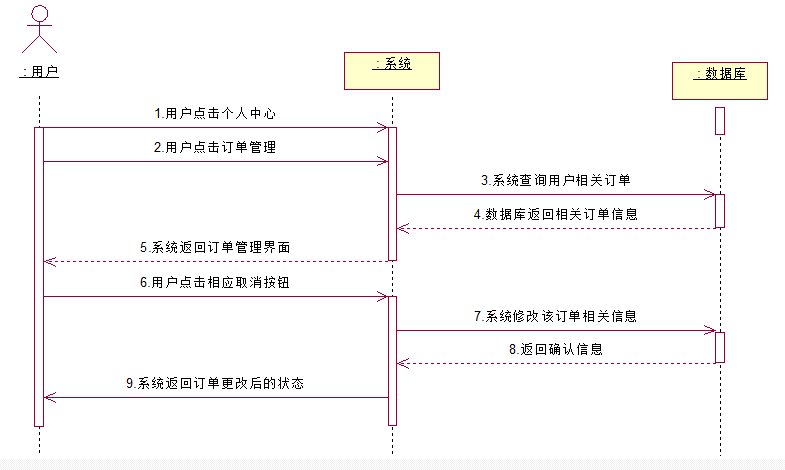 : 用户
: 系统
: 数据库
1.用户点击个人中心
2.用户点击订单管理
3.系统查询用户相关订单
4.数据库返回相关订单信息
5.系统返回订单管理界面
6.用户点击相应取消按钮
7.系统修改该订单相关信息
8.返回确认信息
9.系统返回订单更改后的状态